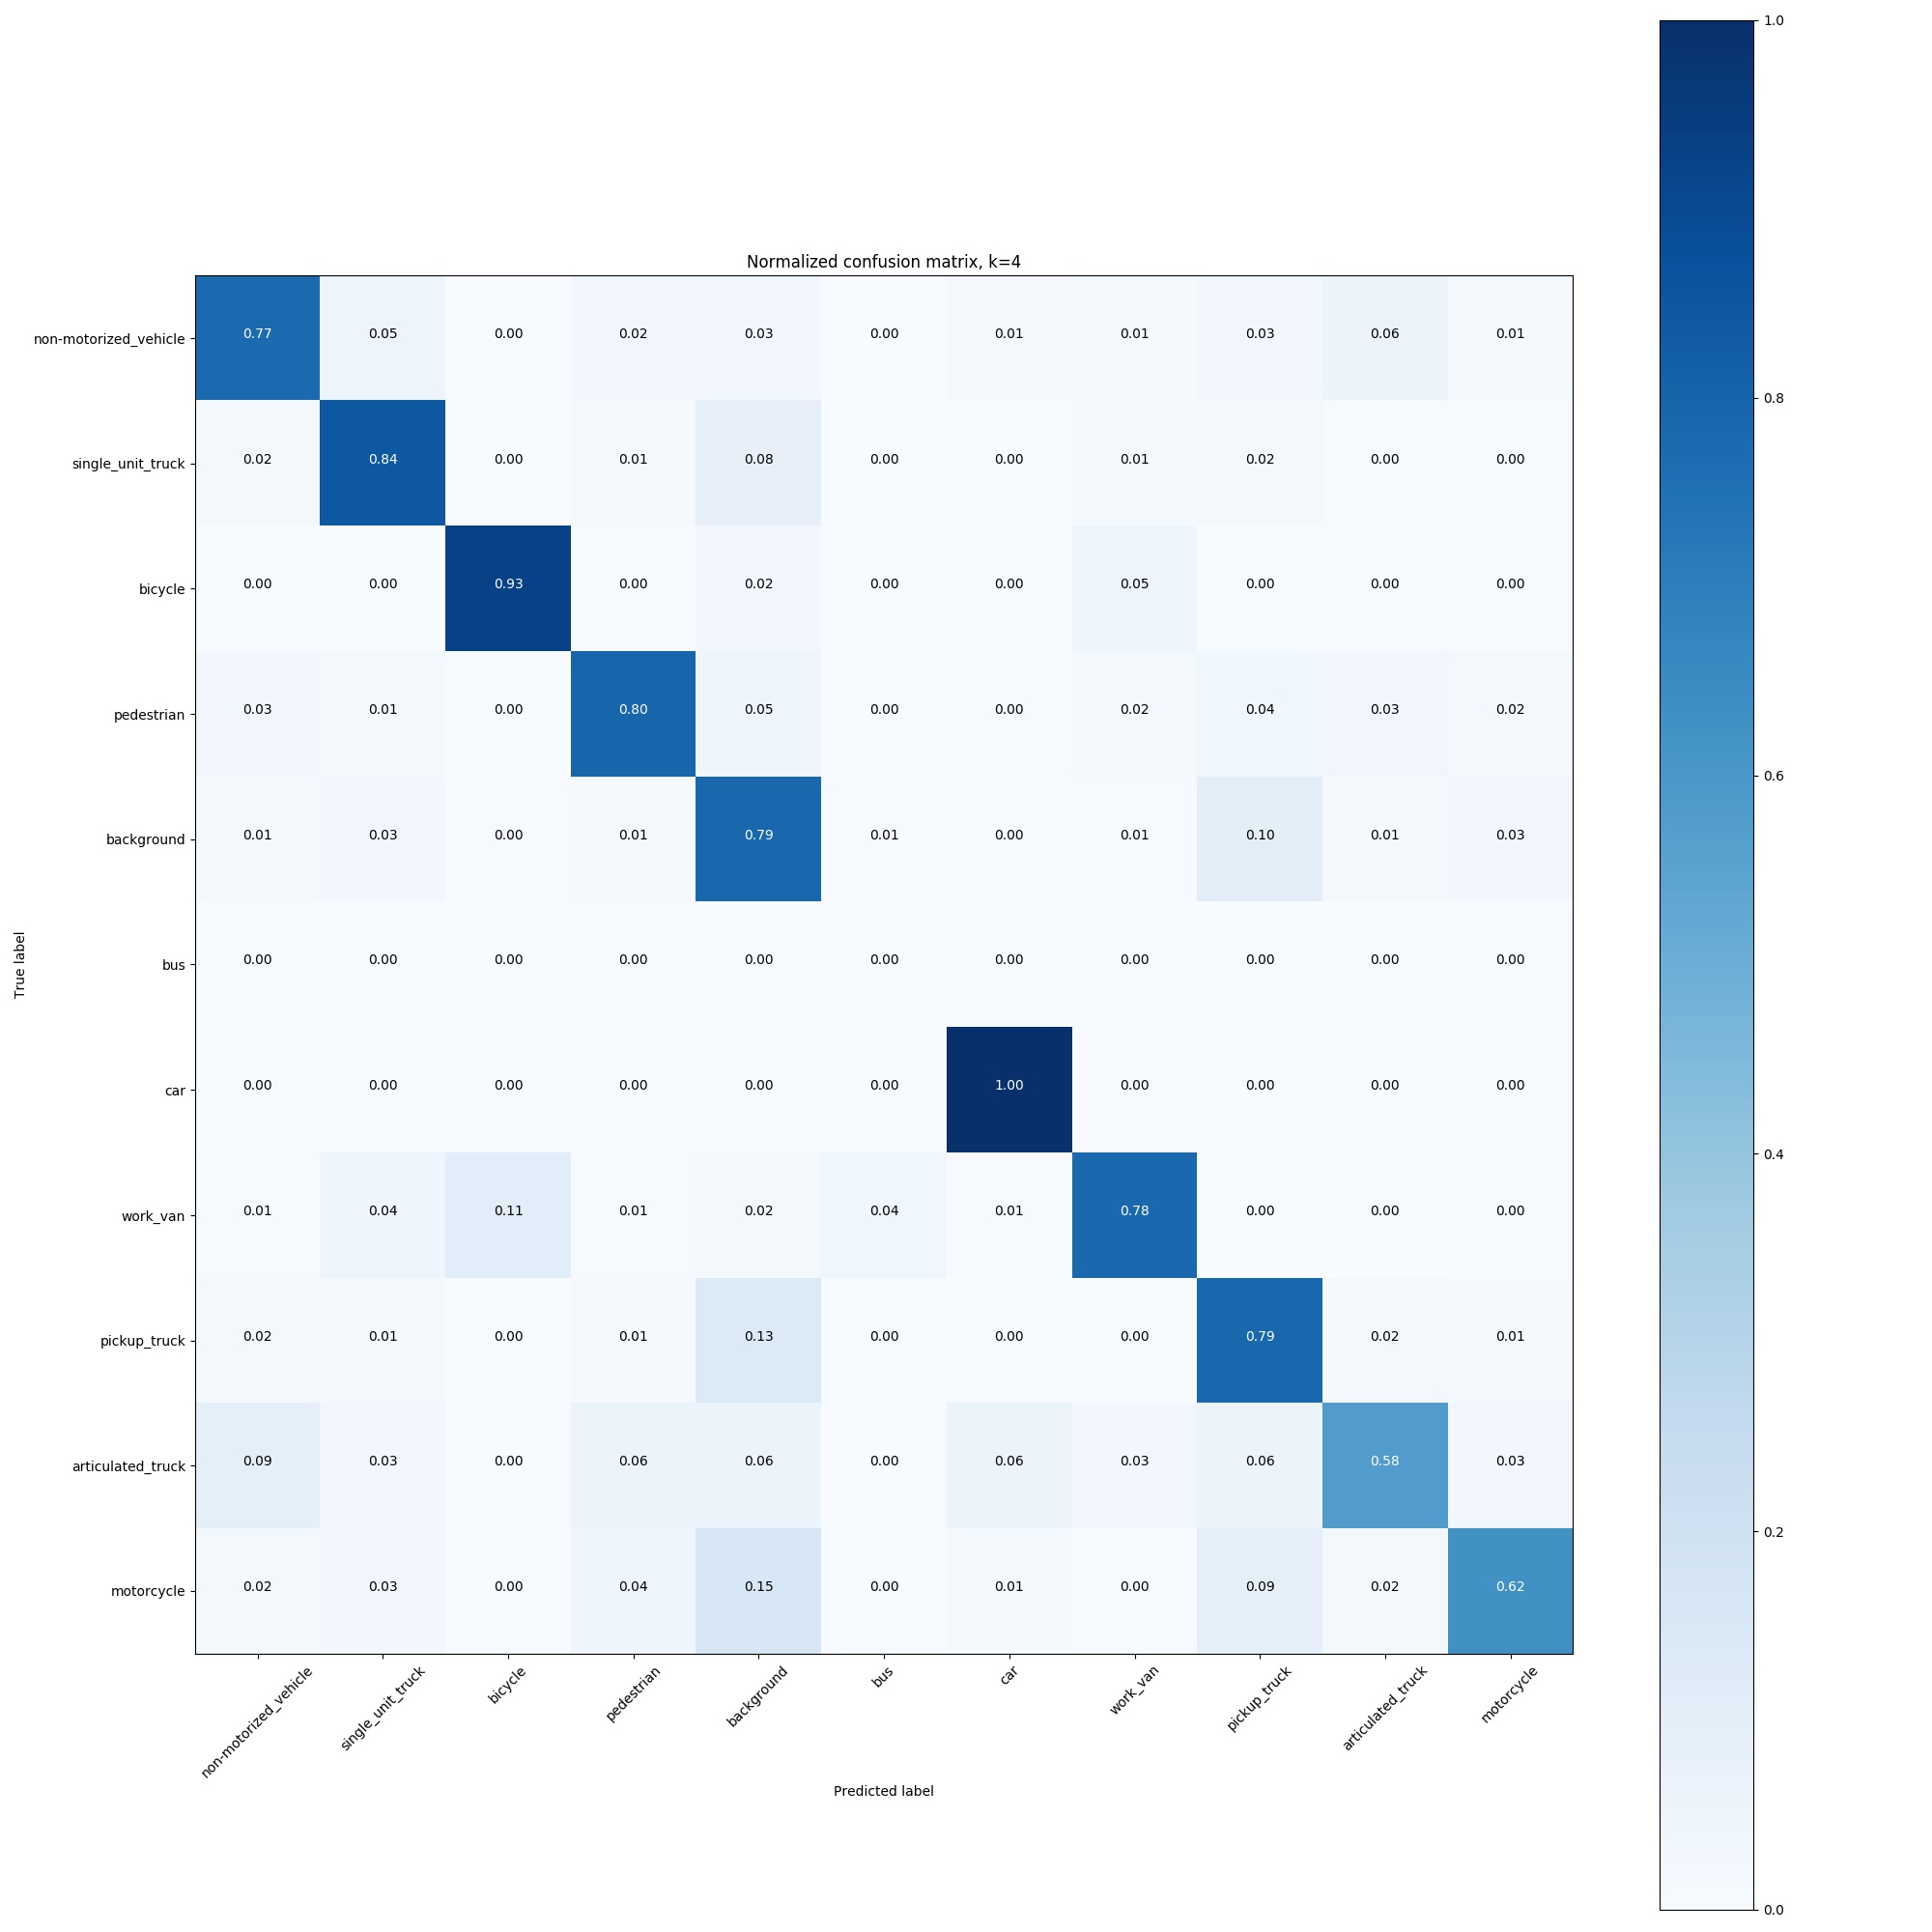 Normalized confusion matrix, k=4
non-motorized_vehicle 0.77 0.05 0.00 0.02 0.03 0.00 0.01 0.01 0.03 0.06 0.01
single_unit_truck 0.02 0.84 0.00 0.01 0.08 0.00 0.00 0.01 0.02 0.00 0.00
bicycle 0.00 0.00 0.93 0.00 0.02 0.00 0.00 0.05 0.00 0.00 0.00
pedestrian 0.03 0.01 0.00 0.80 0.05 0.00 0.00 0.02 0.04 0.03 0.02
background 0.01 0.03 0.00 0.01 0.79 0.01 0.00 0.01 0.10 0.01 0.03
bus 0.00 0.00 0.00 0.00 0.00 0.00 0.00 0.00 0.00 0.00 0.00
car 0.00 0.00 0.00 0.00 0.00 0.00 1.00 0.00 0.00 0.00 0.00
work_van 0.01 0.04 0.11 0.01 0.02 0.04 0.01 0.78 0.00 0.00 0.00
pickup_truck 0.02 0.01 0.00 0.01 0.13 0.00 0.00 0.00 0.79 0.02 0.01
articulated_truck 0.09 0.03 0.00 0.06 0.06 0.00 0.06 0.03 0.06 0.58 0.03
motorcycle 0.02 0.03 0.00 0.04 0.15 0.00 0.01 0.00 0.09 0.02 0.62
non-motorized_vehicle single_unit_truck bicycle pedestrian background bus car work_van pickup_truck articulated_truck motorcycle
Predicted label
True label
1.0
0.8
0.6
0.4
0.2
0.0